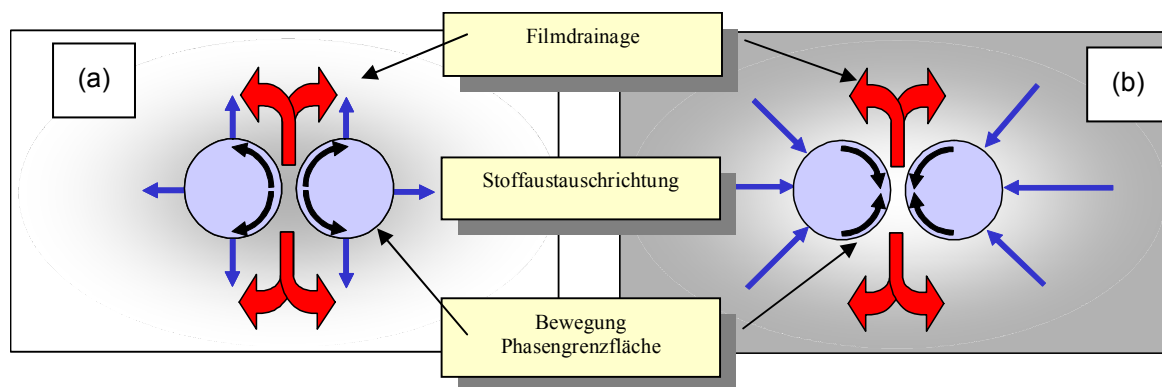 (a)
Filmdrainage
(b)
Stoffaustauschrichtung
Bewegung
Phasengrenzfläche